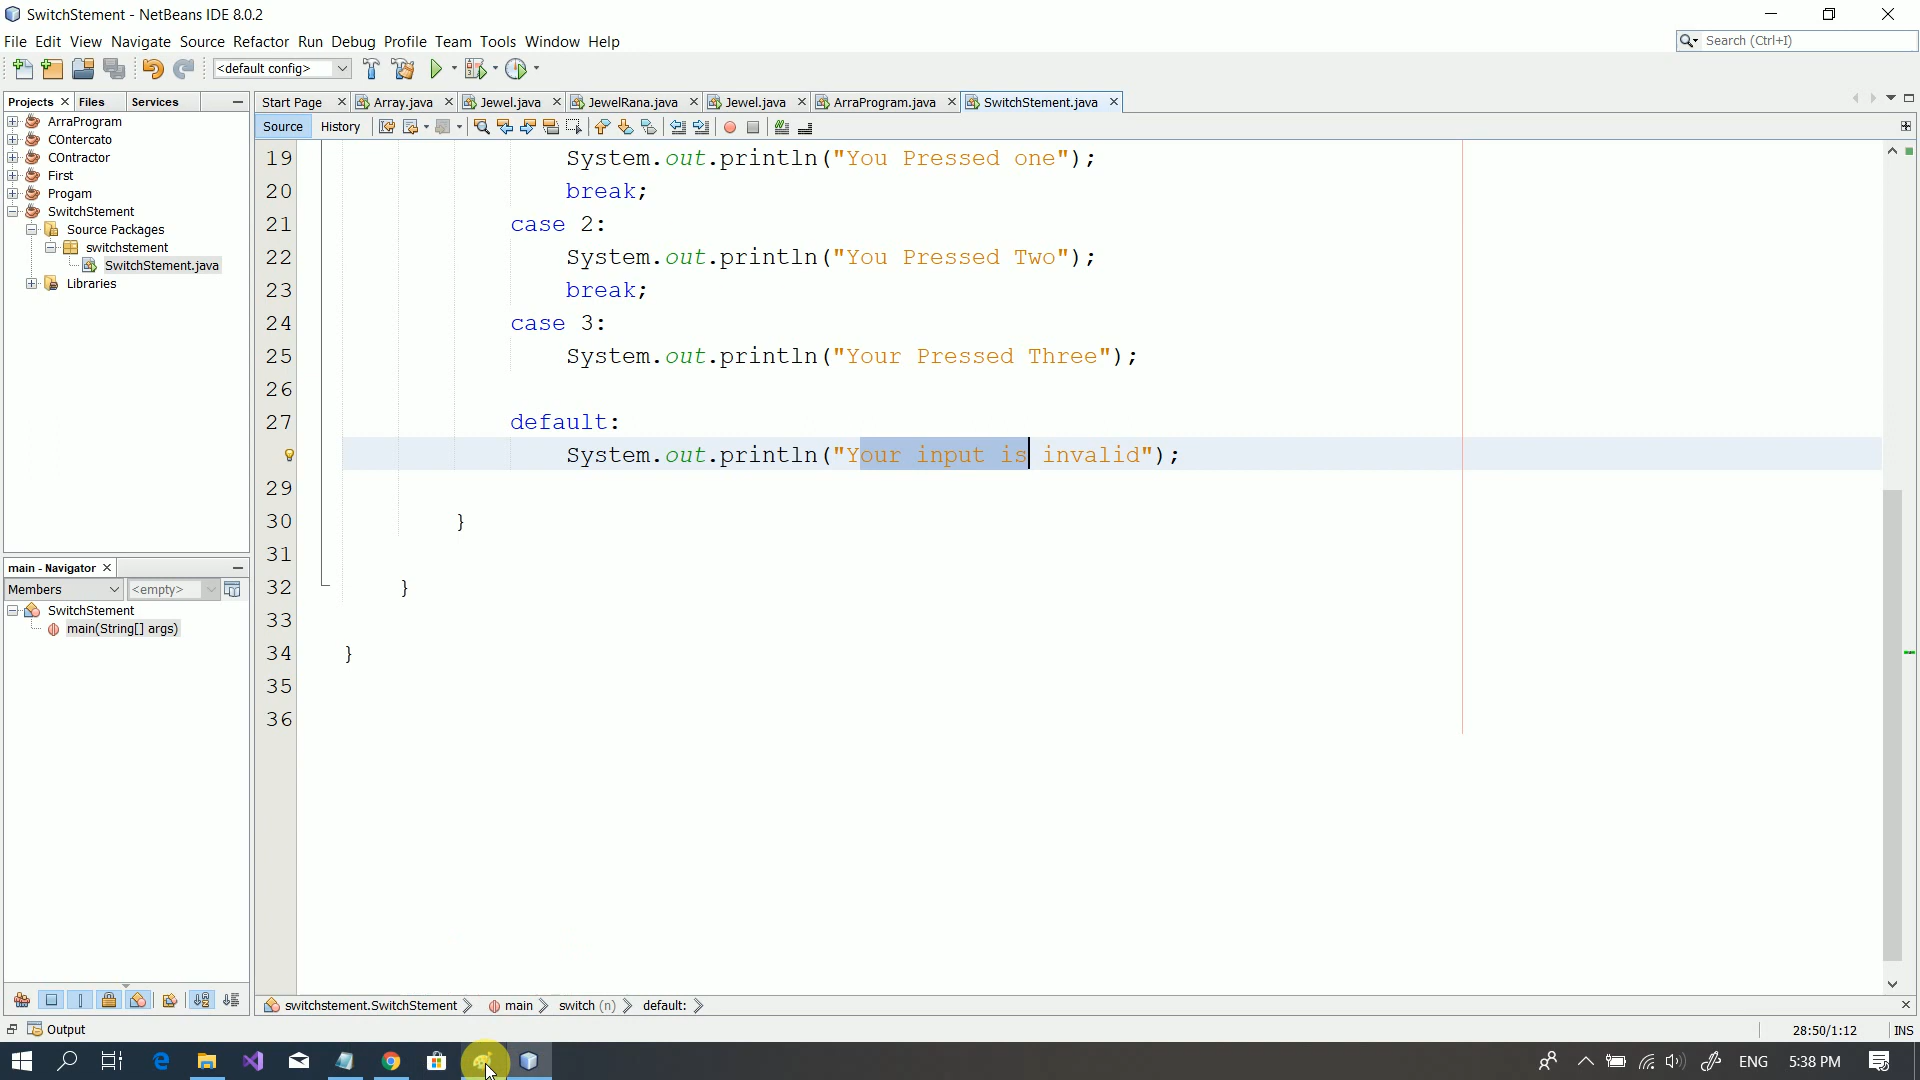 SwitchStement - NetBeans IDE 8.0.2
File Edit View Navigate Source Refactor Run Debug Profile Team Tools Window Help
Search (Ctrl+I)
<default config>
Projects Files Services
Start Page Array.java Jewel.java JewelRana.java Jewel.java ArraProgram.java SwitchStement.java
Source History
ArraProgram
COntercato
COntractor
First
Progam
SwitchStement
Source Packages
switchstement
SwitchStement.java
Libraries
19 System.out.println("You Pressed one");
20 break;
21 case 2:
22 System.out.println("You Pressed Two");
23 break;
24 case 3:
25 System.out.println("Your Pressed Three");
26
27 default:
System.out.println("Your input is invalid");
29
30 }
31
32 }
33
34 }
35
36
main - Navigator
Members <empty>
SwitchStement
main(String[] args)
switchstement.SwitchStement main switch (n) default:
Output
28:50/1:12 INS
ENG 5:38 PM